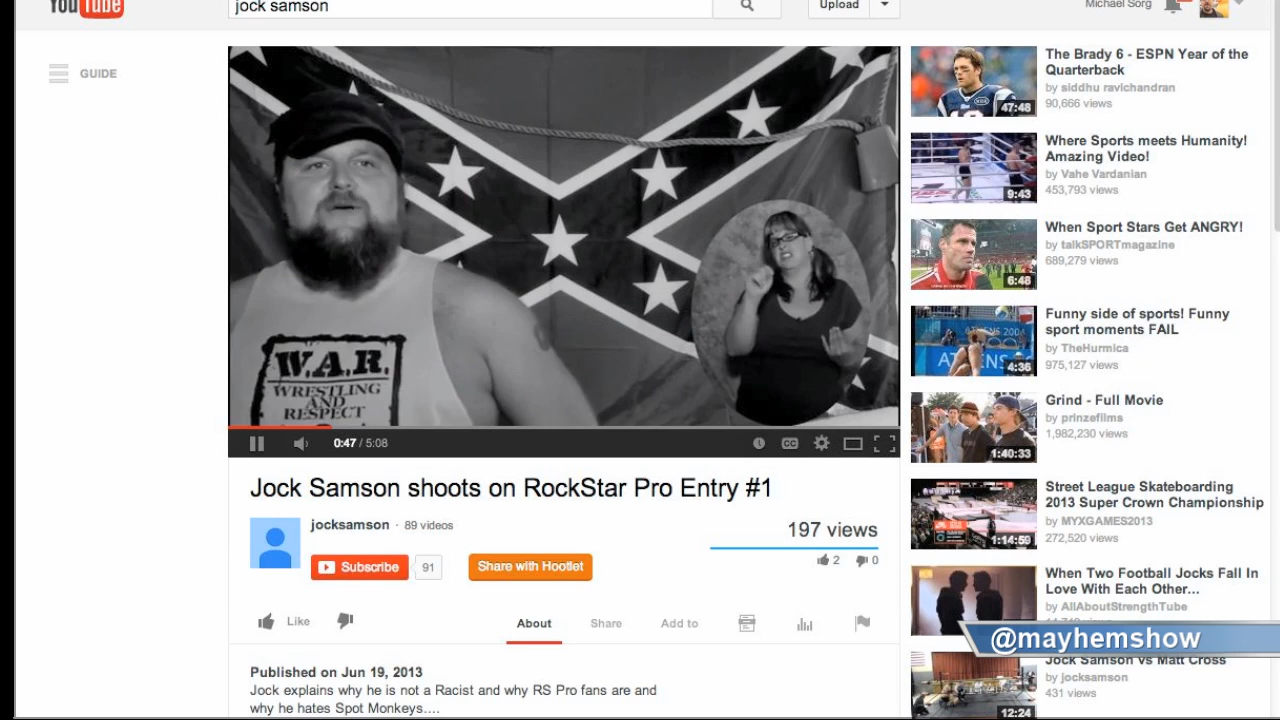 You Tube
jock samson
Upload
Michael Sorg
GUIDE
W.A.R.
WRESTLING
AND
RESPECT
0:47 / 5:08
CC
Jock Samson shoots on RockStar Pro Entry #1
jocksamson · 89 videos
Subscribe
91
Share with Hootlet
197 views
2
0
Like
About
Share
Add to
Published on Jun 19, 2013
Jock explains why he is not a Racist and why RS Pro fans are and
why he hates Spot Monkeys....
47:48
The Brady 6 - ESPN Year of the
Quarterback
by siddhu ravichandran
90,666 views
9:43
Where Sports meets Humanity!
Amazing Video!
by Vahe Vardanian
453,793 views
6:48
When Sport Stars Get ANGRY!
by talkSPORTmagazine
689,279 views
ATHENS 2004
4:36
Funny side of sports! Funny
sport moments FAIL
by TheHurmica
975,127 views
1:40:33
Grind - Full Movie
by prinzefilms
1,982,230 views
1:14:59
Street League Skateboarding
2013 Super Crown Championship
by MYXGAMES2013
272,520 views
When Two Football Jocks Fall In
Love With Each Other...
by AllAboutStrengthTube
@mayhemshow
12:24
Jock Samson vs Matt Cross
by jocksamson
431 views